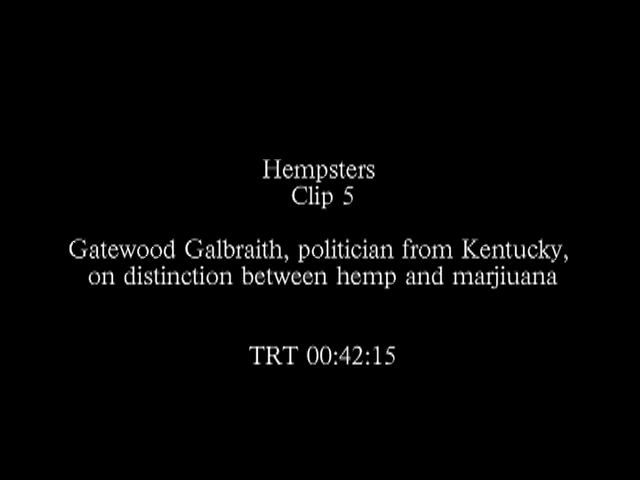 Hempsters
Clip 5
Gatewood Galbraith, politician from Kentucky,
on distinction between hemp and marjiuana
TRT 00:42:15